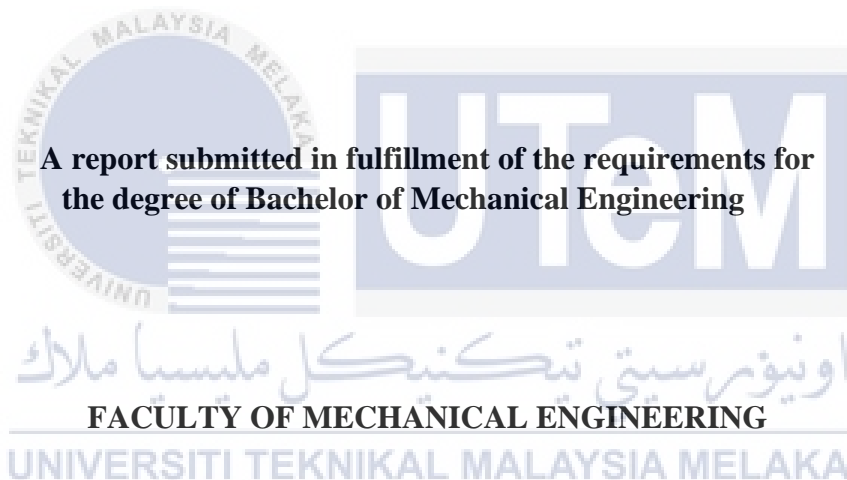 UNIVERSITI TEKNIKAL MALAYSIA MELAKA
UTeM
A report submitted in fulfillment of the requirements for
the degree of Bachelor of Mechanical Engineering
اونيۏرسيتي تيكنيكل مليسيا ملاك
FACULTY OF MECHANICAL ENGINEERING
UNIVERSITI TEKNIKAL MALAYSIA MELAKA